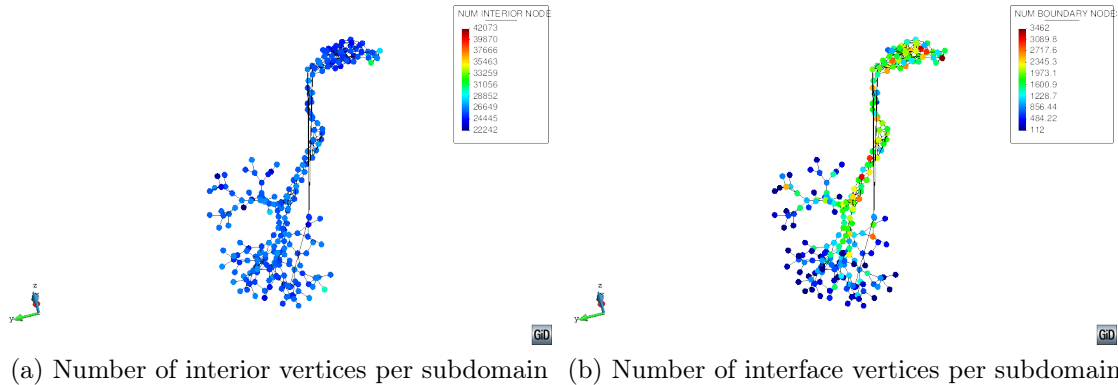 NUM INTERIOR NODE
42073
39870
37666
35463
33259
31056
28852
26649
24445
22242
z
y
GiD
NUM BOUNDARY NODE
3462
3089.8
2717.6
2345.3
1973.1
1600.9
1228.7
856.44
484.22
112
z
y
GiD
(a) Number of interior vertices per subdomain
(b) Number of interface vertices per subdomain